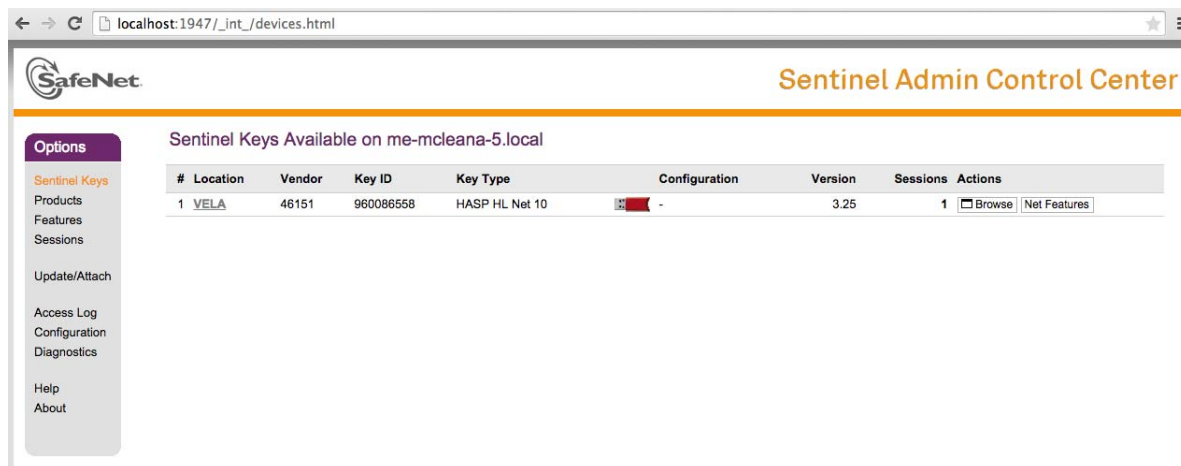 localhost:1947/_int_/devices.html
SafeNet.
Sentinel Admin Control Center
Options
Sentinel Keys
Products
Features
Sessions
Update/Attach
Access Log
Configuration
Diagnostics
Help
About
Sentinel Keys Available on me-mcleana-5.local
# Location Vendor Key ID Key Type Configuration Version Sessions Actions
1 VELA 46151 960086558 HASP HL Net 10 - 3.25 1 Browse Net Features